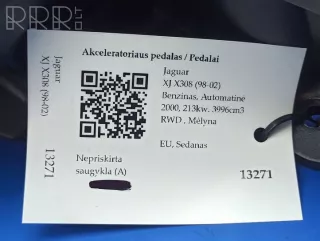 RRR.LT
Akceleratoriaus pedalas / Pedalai
Jaguar
XJ X308 (98-02)
Benzinas, Automatinė
2000, 213kw. 3996cm3
RWD , Mėlyna
EU, Sedanas
Nepriskirta
saugykla (A)
13271
Jaguar
XJ X308 (98-02)
13271